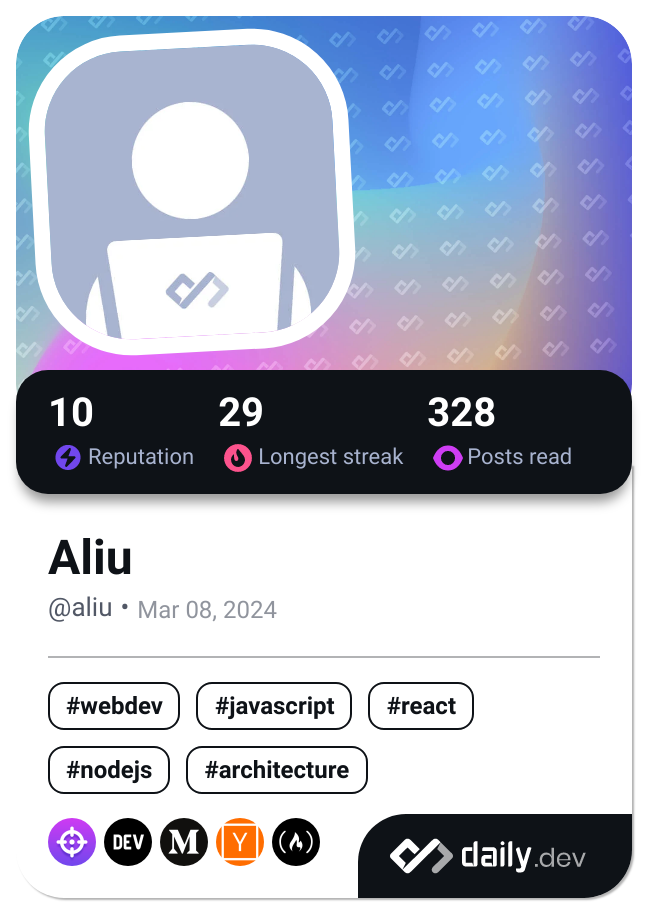 10 29 328
Reputation Longest streak Posts read
Aliu
@aliu • Mar 08, 2024
#webdev #javascript #react
#nodejs #architecture
DEV M Y
daily.dev